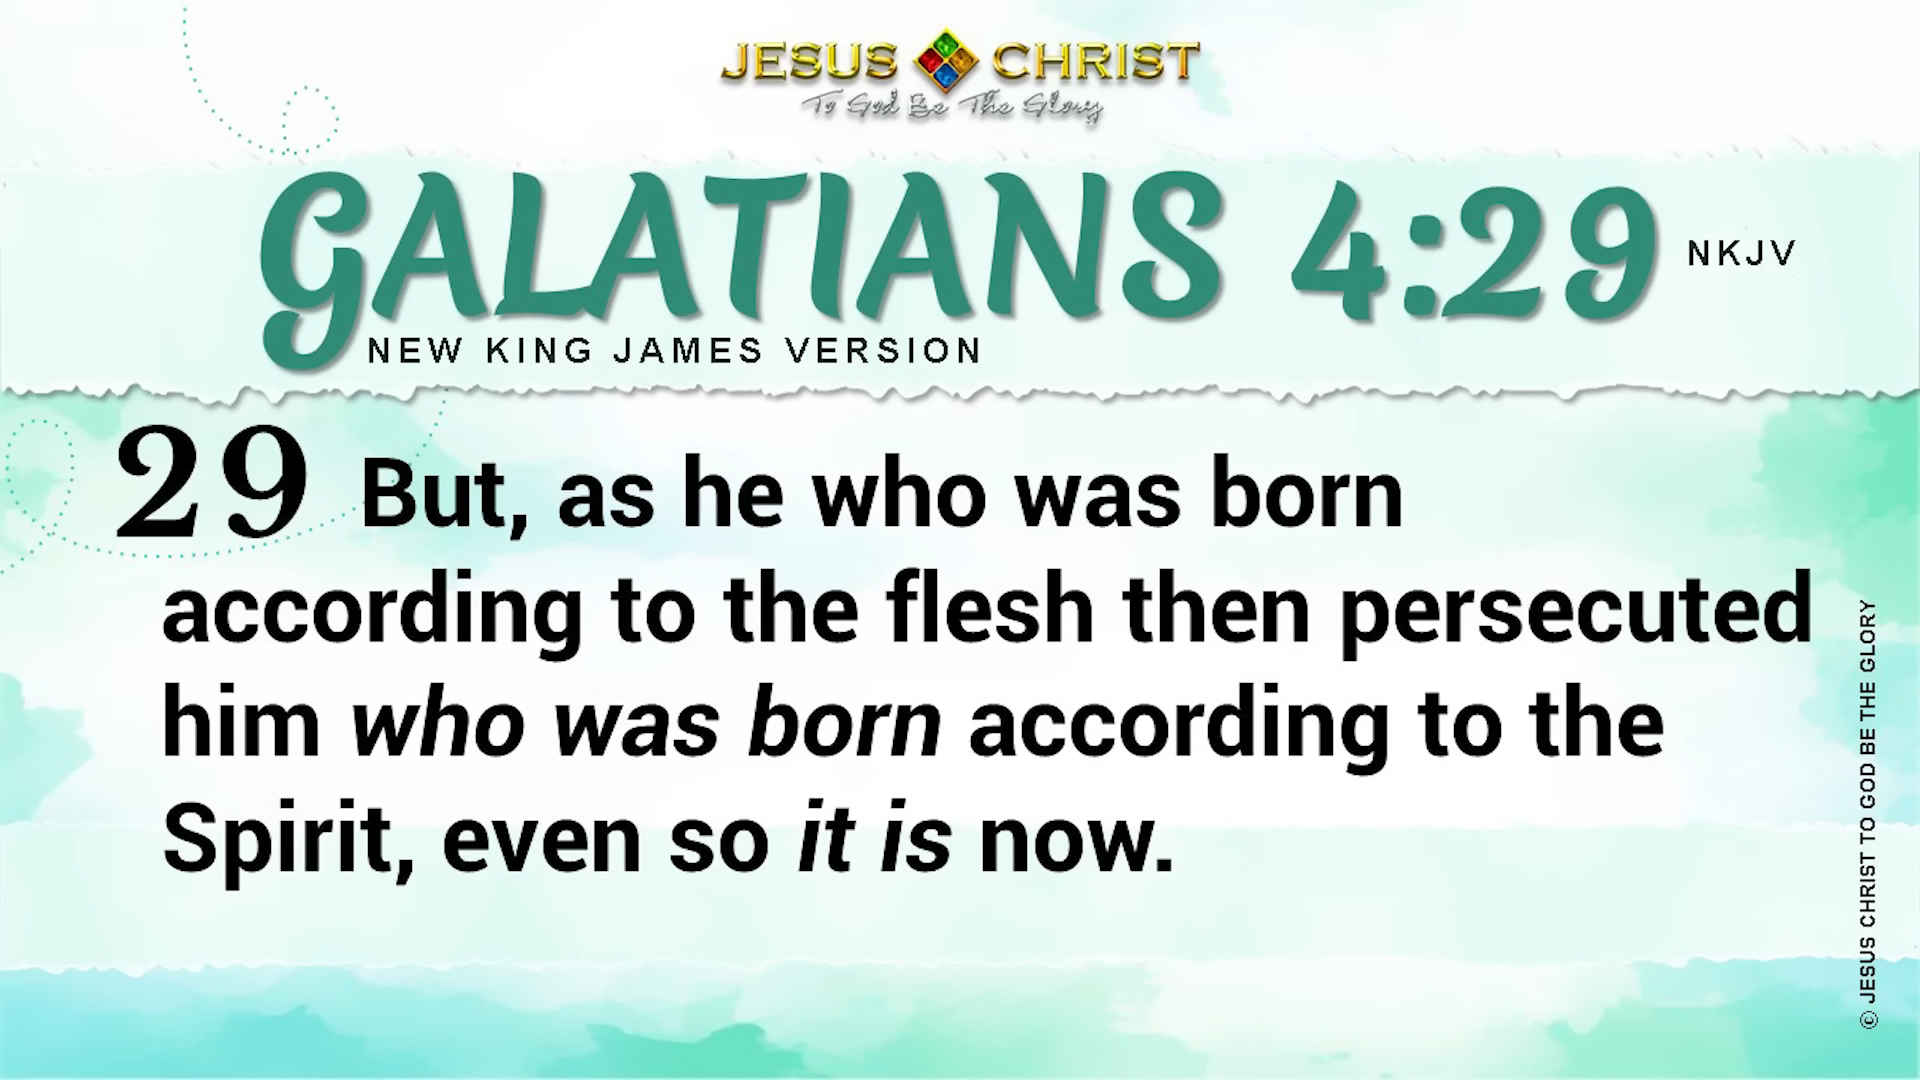 JESUS CHRIST
To God Be The Glory
GALATIANS 4:29 NKJV
NEW KING JAMES VERSION
29 But, as he who was born
according to the flesh then persecuted
him who was born according to the
Spirit, even so it is now.
© JESUS CHRIST TO GOD BE THE GLORY